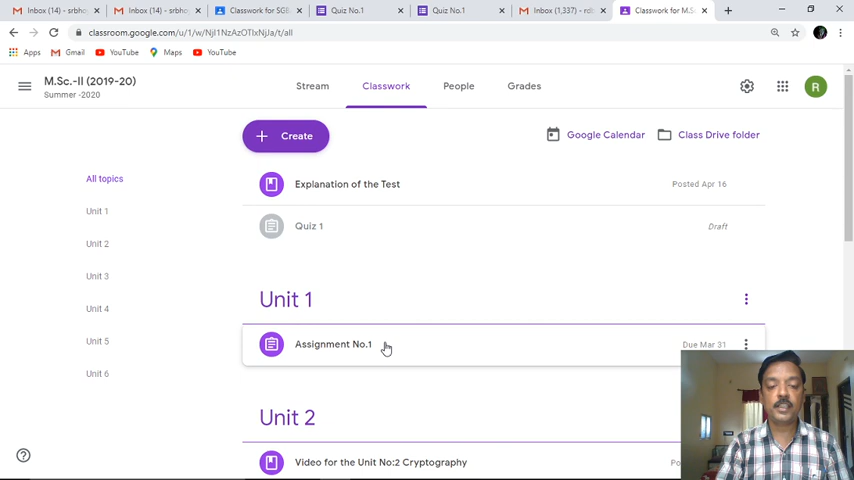 Inbox (14) - srbho
Inbox (14) - srbho
Classwork for SGB
Quiz No.1
Quiz No.1
Inbox (1,337) - rdb
Classwork for M.Sc
classroom.google.com/u/1/w/NjI1NzAzOTIxNjJa/t/all
Apps
Gmail
YouTube
Maps
YouTube
M.Sc.-II (2019-20)
Summer -2020
Stream
Classwork
People
Grades
R
Create
Google Calendar
Class Drive folder
All topics
Unit 1
Unit 2
Unit 3
Unit 4
Unit 5
Unit 6
Explanation of the Test
Posted Apr 16
Quiz 1
Draft
Unit 1
Assignment No.1
Due Mar 31
Unit 2
Video for the Unit No:2 Cryptography